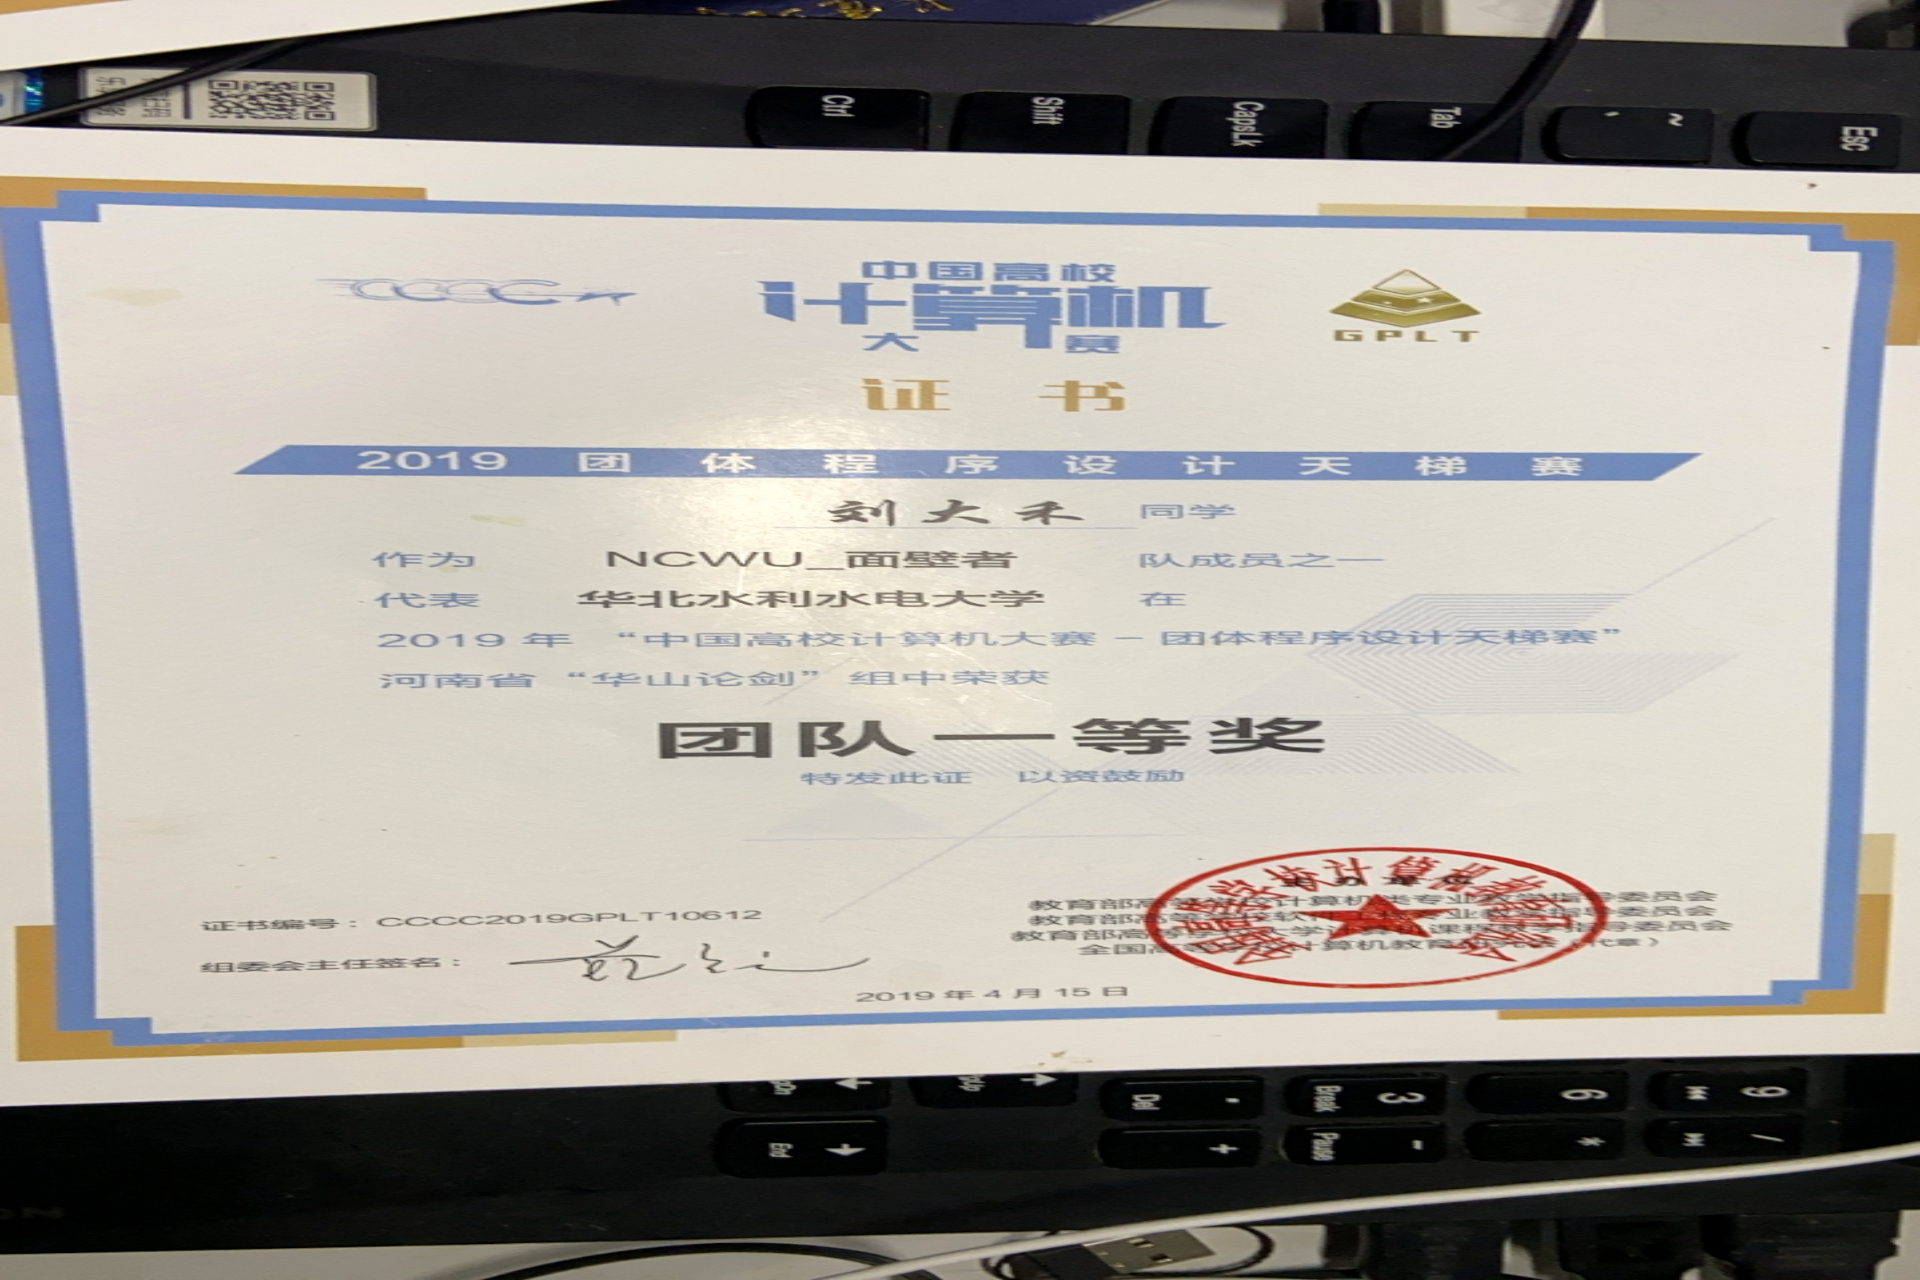 Ctrl
Shift
CapsLk
Tab
` ~
Esc
CCCC
中国高校
计算机
大赛
GPLT
证 书
2019 团体程序设计天梯赛
刘大禾 同学
作为 NCWU_面壁者 队成员之一
代表 华北水利水电大学 在
2019 年 “中国高校计算机大赛 - 团体程序设计天梯赛”
河南省 “华山论剑” 组中荣获
团队一等奖
特发此证 以资鼓励
证书编号: CCCC2019GPLT10612
组委会主任签名:
教育部高等学校计算机类专业教学指导委员会
教育部高等学校软件工程专业教学指导委员会
教育部高等学校大学计算机课程教学指导委员会
全国高等学校计算机教育研究会 (代章)
2019 年 4 月 15 日
Del .
Break 3
6
9
End
+
Pause -
*
/